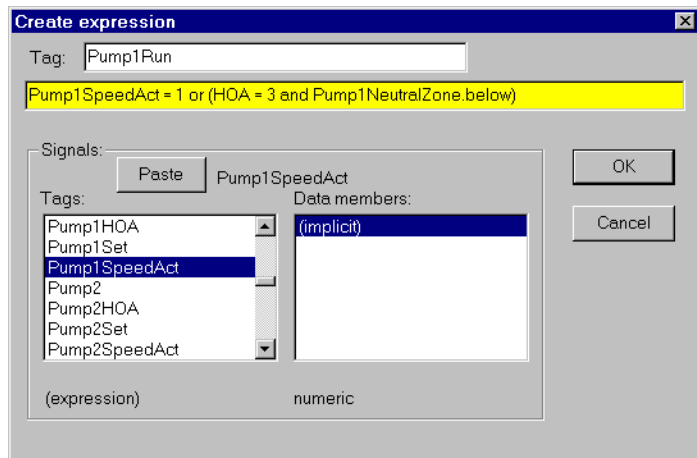 Create expression
Tag: Pump1Run
Pump1SpeedAct = 1 or (HOA = 3 and Pump1NeutralZone.below)
Signals:
Paste Pump1SpeedAct
OK
Tags: Data members:
Cancel
Pump1HOA (implicit)
Pump1Set
Pump1SpeedAct
Pump2
Pump2HOA
Pump2Set
Pump2SpeedAct
(expression) numeric